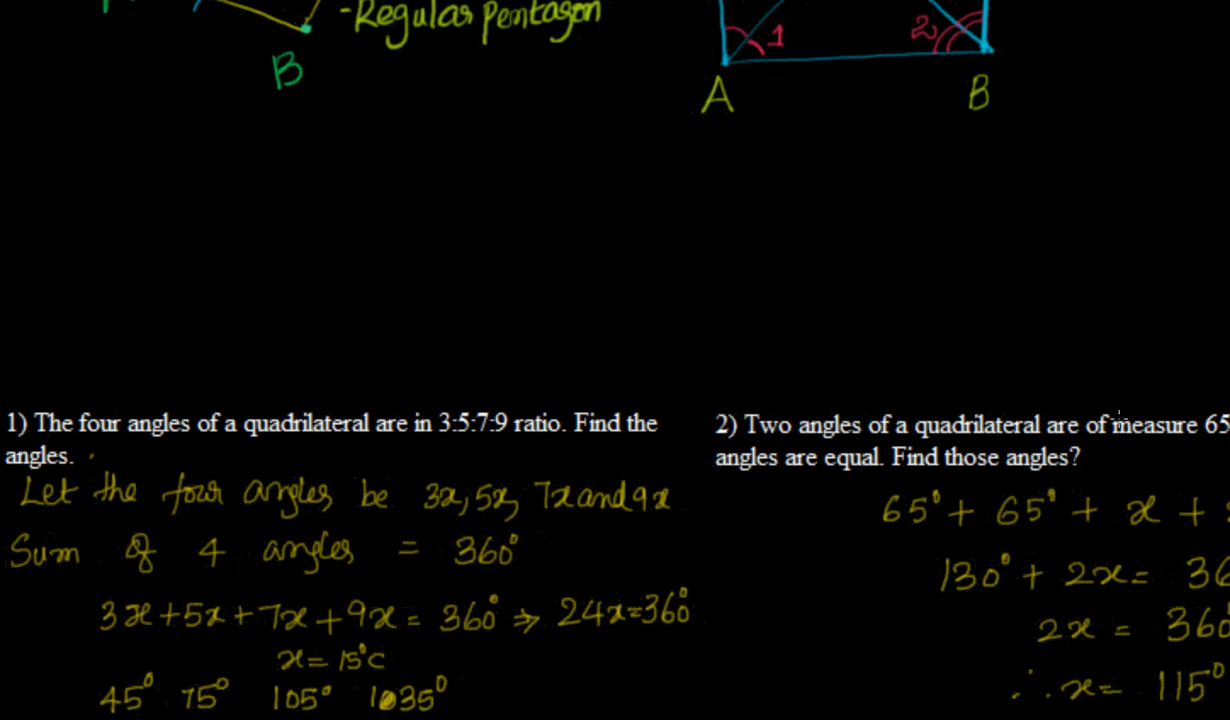 -Regular Pentagon
B
1
2
A
B
1) The four angles of a quadrilateral are in 3:5:7:9 ratio. Find the
angles.
Let the four angles be 3x, 5x, 7x and 9x
Sum of 4 angles = 360°
3x+5x+7x+9x = 360° ⇒ 24x=360°
x = 15°C
45° 75° 105° 1035°
2) Two angles of a quadrilateral are of measure 65
angles are equal. Find those angles?
65° + 65° + x +
130° + 2x = 36
2x = 360
∴ x = 115°